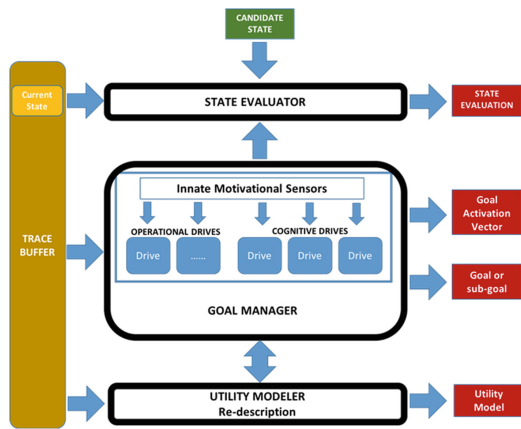 CANDIDATE
STATE
Current
State
STATE EVALUATOR
STATE
EVALUATION
Innate Motivational Sensors
OPERATIONAL DRIVES
COGNITIVE DRIVES
Drive
......
Drive
Drive
Drive
GOAL MANAGER
TRACE
BUFFER
Goal
Activation
Vector
Goal or
sub-goal
UTILITY MODELER
Re-description
Utility
Model